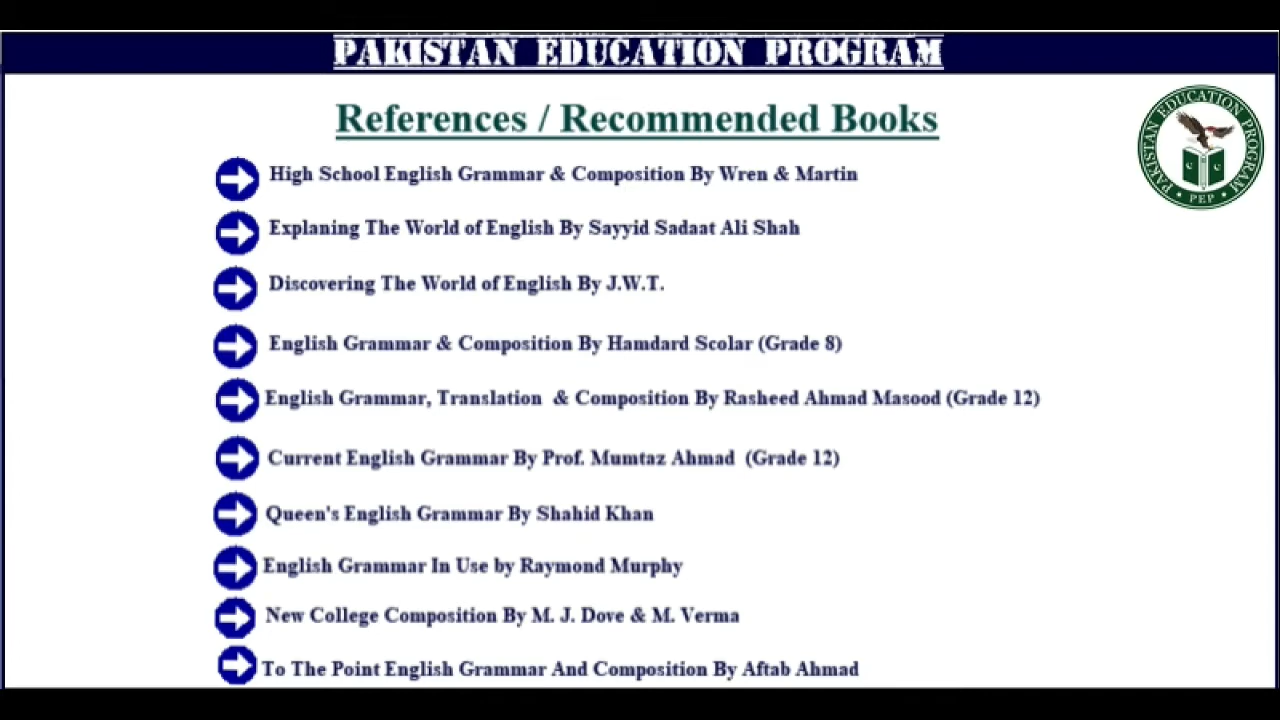 PAKISTAN EDUCATION PROGRAM
References / Recommended Books
PAKISTAN EDUCATION PROGRAM
• PEP •
High School English Grammar & Composition By Wren & Martin
Explaning The World of English By Sayyid Sadaat Ali Shah
Discovering The World of English By J.W.T.
English Grammar & Composition By Hamdard Scolar (Grade 8)
English Grammar, Translation & Composition By Rasheed Ahmad Masood (Grade 12)
Current English Grammar By Prof. Mumtaz Ahmad (Grade 12)
Queen's English Grammar By Shahid Khan
English Grammar In Use by Raymond Murphy
New College Composition By M. J. Dove & M. Verma
To The Point English Grammar And Composition By Aftab Ahmad